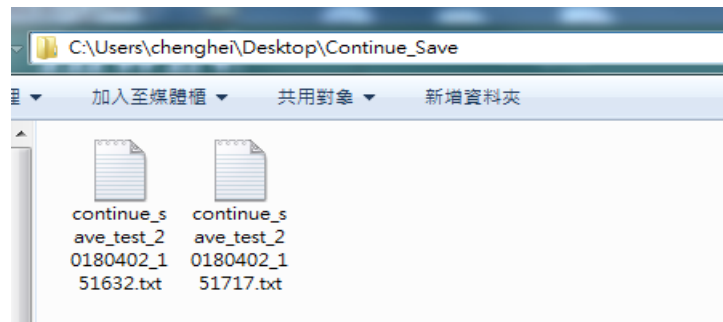 C:\Users\chenghei\Desktop\Continue_Save
理 加入至媒體櫃 共用對象 新增資料夾
continue_s
ave_test_2
0180402_1
51632.txt
continue_s
ave_test_2
0180402_1
51717.txt